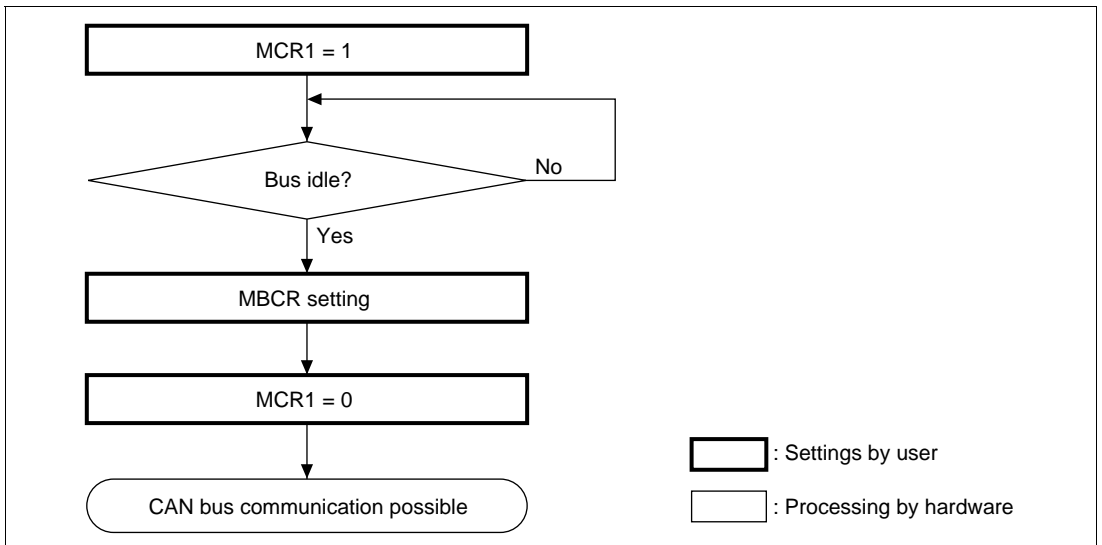 MCR1 = 1
Bus idle?
No
Yes
MBCR setting
MCR1 = 0
CAN bus communication possible
: Settings by user
: Processing by hardware